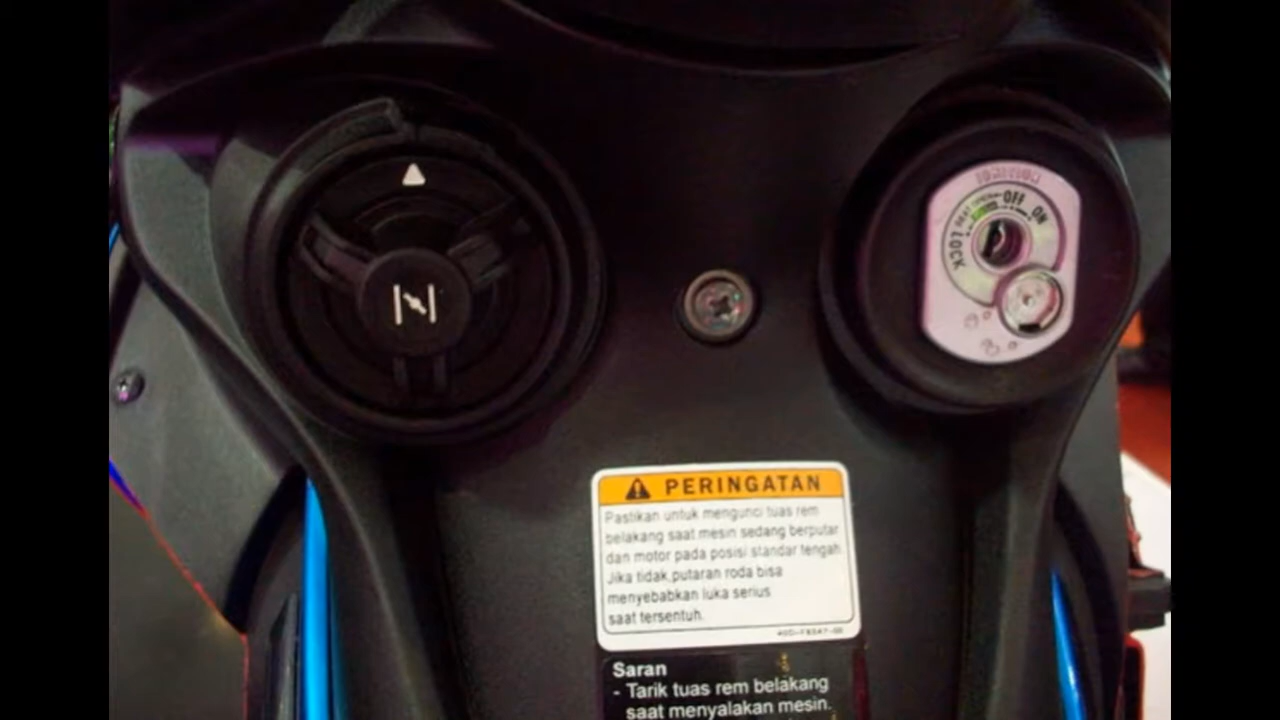 IGNITION
OFF
ON
LOCK
PERINGATAN
Pastikan untuk mengunci tuas rem
belakang saat mesin sedang berputar
dan motor pada posisi standar tengah.
Jika tidak,putaran roda bisa
menyebabkan luka serius
saat tersentuh.
Saran
- Tarik tuas rem belakang
saat menyalakan mesin.